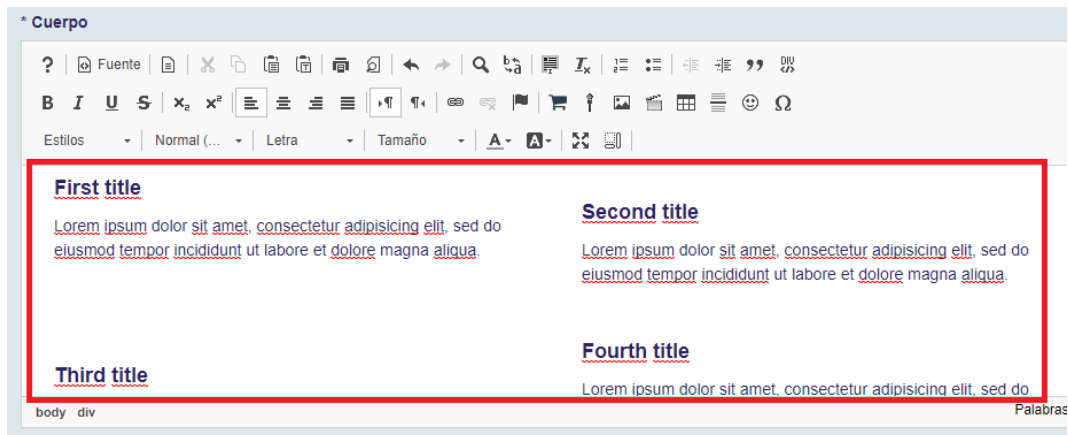 * Cuerpo
Fuente
Estilos Normal (... Letra Tamaño
First title
Lorem ipsum dolor sit amet, consectetur adipisicing elit, sed do
eiusmod tempor incididunt ut labore et dolore magna aliqua.
Second title
Lorem ipsum dolor sit amet, consectetur adipisicing elit, sed do
eiusmod tempor incididunt ut labore et dolore magna aliqua.
Third title
Fourth title
Lorem ipsum dolor sit amet, consectetur adipisicing elit, sed do
body div
Palabras